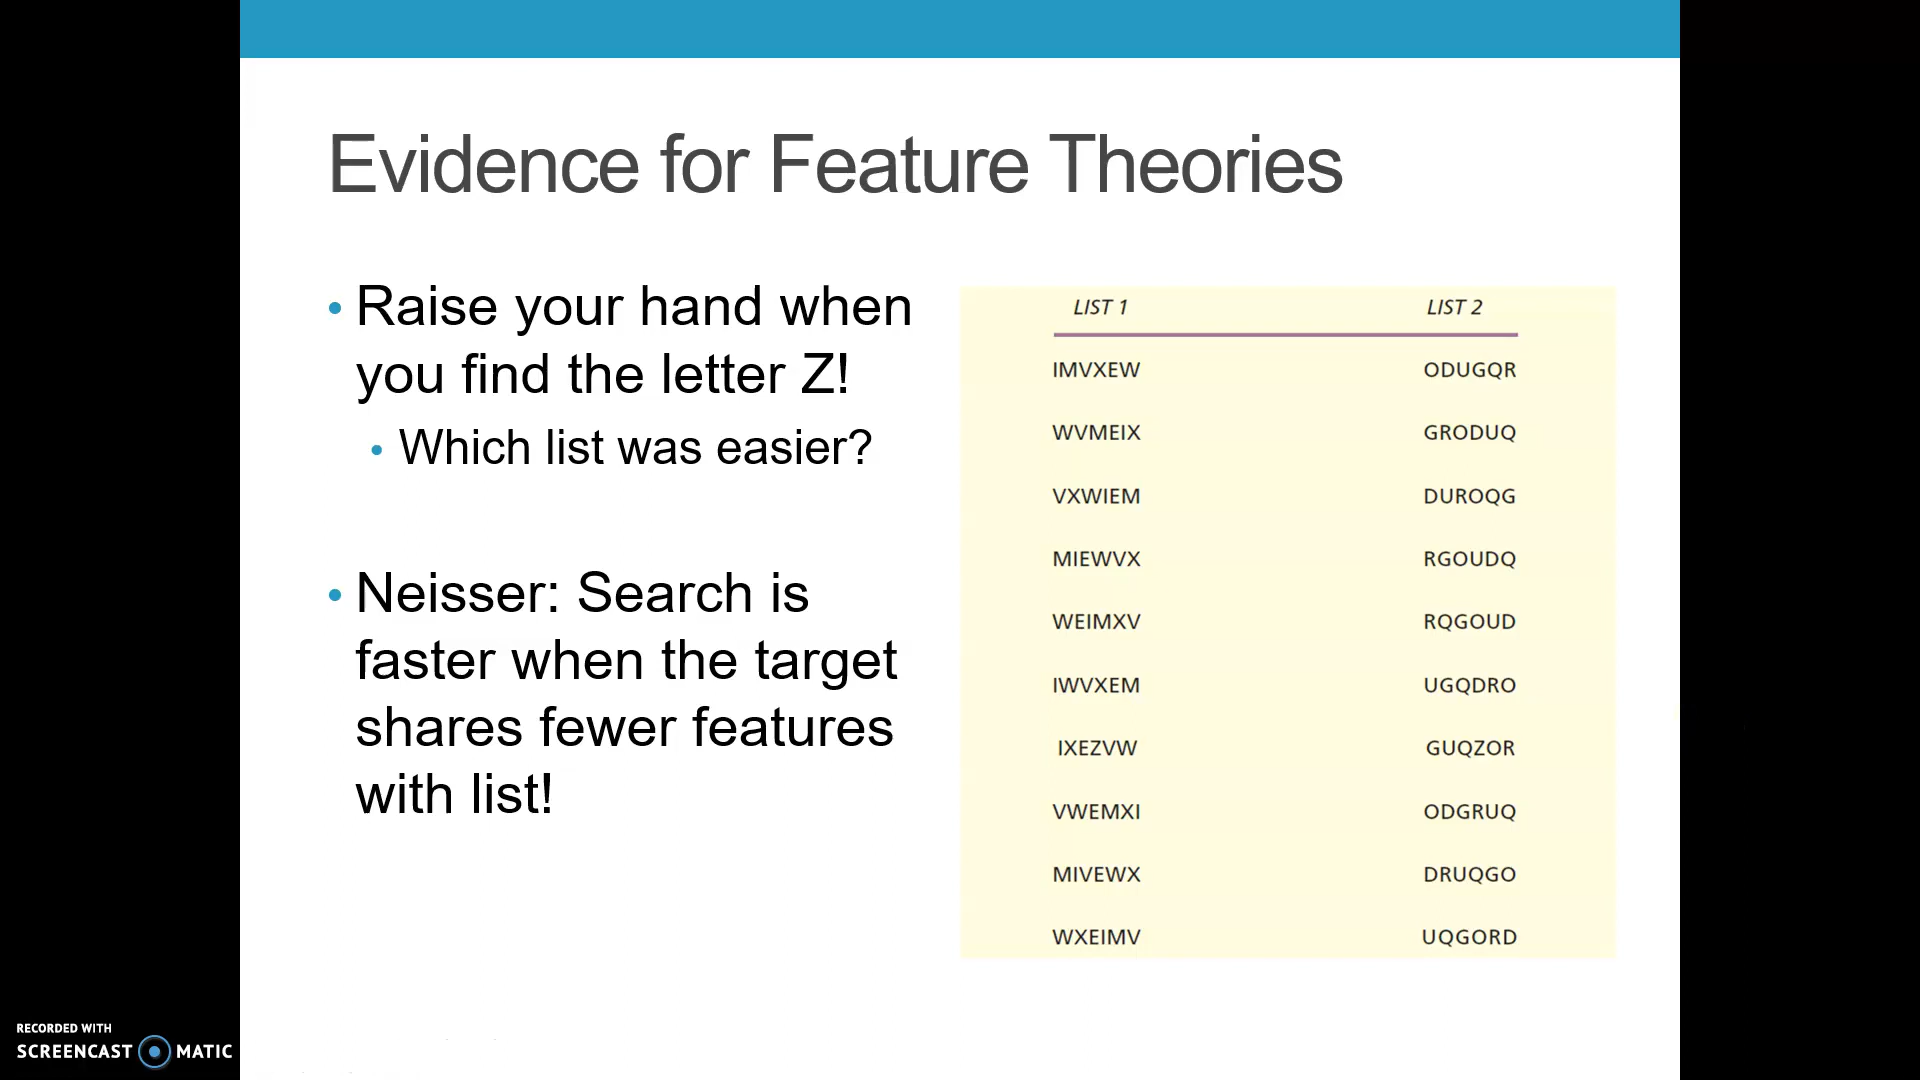 Evidence for Feature Theories
• Raise your hand when
you find the letter Z!
• Which list was easier?
• Neisser: Search is
faster when the target
shares fewer features
with list!
LIST 1 LIST 2
IMVXEW ODUGQR
WVMEIX GRODUQ
VXWIEM DUROQG
MIEWVX RGOUDQ
WEIMXV RQGOUD
IWVXEM UGQDRO
IXEZVW GUQZOR
VWEMXI ODGRUQ
MIVEWX DRUQGO
WXEIMV UQGORD
RECORDED WITH
SCREENCAST MATIC